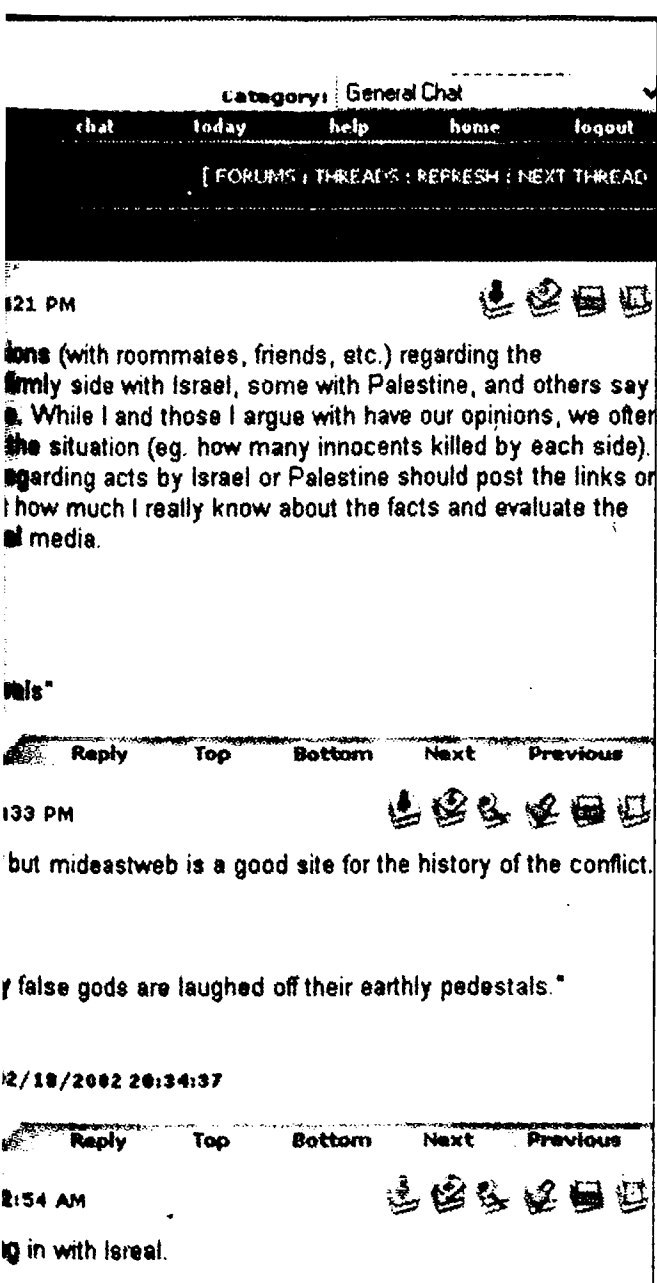 Category: General Chat
chat today help home logout
[ FORUMS : THREADS : REFRESH : NEXT THREAD
:21 PM
ions (with roommates, friends, etc.) regarding the
firmly side with Israel, some with Palestine, and others say
. While I and those I argue with have our opinions, we often
the situation (eg. how many innocents killed by each side).
egarding acts by Israel or Palestine should post the links or
how much I really know about the facts and evaluate the
al media.
this"
Reply Top Bottom Next Previous
:33 PM
but mideastweb is a good site for the history of the conflict.
y false gods are laughed off their earthly pedestals."
2/18/2002 20:34:37
Reply Top Bottom Next Previous
2:54 AM
g in with Isreal.